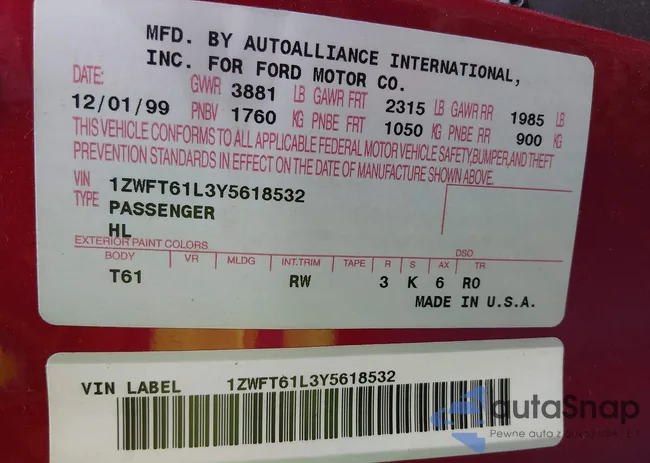 MFD. BY AUTOALLIANCE INTERNATIONAL,
INC. FOR FORD MOTOR CO.
DATE: GVWR 3881 LB GAWR FRT 2315 LB GAWR RR 1985 LB
12/01/99 PNBV 1760 KG PNBE FRT 1050 KG PNBE RR 900 KG
THIS VEHICLE CONFORMS TO ALL APPLICABLE FEDERAL MOTOR VEHICLE SAFETY, BUMPER, AND THEFT
PREVENTION STANDARDS IN EFFECT ON THE DATE OF MANUFACTURE SHOWN ABOVE.
VIN 1ZWFT61L3Y5618532
TYPE PASSENGER
HL
EXTERIOR PAINT COLORS DSO
BODY VR MLDG INT.TRIM TAPE R S AX TR
T61 RW 3 K 6 RO
MADE IN U.S.A.
VIN LABEL 1ZWFT61L3Y5618532
autaSnap
Pewne auta z